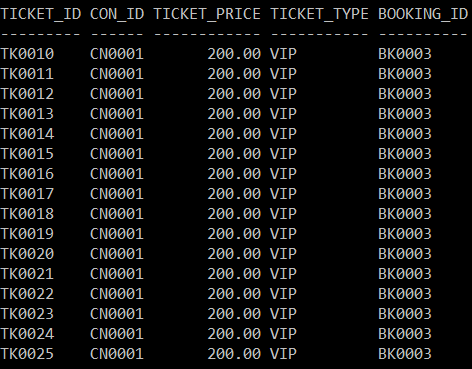 TICKET_ID CON_ID TICKET_PRICE TICKET_TYPE BOOKING_ID
--------- ------ ------------ ----------- ----------
TK0010    CN0001       200.00 VIP         BK0003
TK0011    CN0001       200.00 VIP         BK0003
TK0012    CN0001       200.00 VIP         BK0003
TK0013    CN0001       200.00 VIP         BK0003
TK0014    CN0001       200.00 VIP         BK0003
TK0015    CN0001       200.00 VIP         BK0003
TK0016    CN0001       200.00 VIP         BK0003
TK0017    CN0001       200.00 VIP         BK0003
TK0018    CN0001       200.00 VIP         BK0003
TK0019    CN0001       200.00 VIP         BK0003
TK0020    CN0001       200.00 VIP         BK0003
TK0021    CN0001       200.00 VIP         BK0003
TK0022    CN0001       200.00 VIP         BK0003
TK0023    CN0001       200.00 VIP         BK0003
TK0024    CN0001       200.00 VIP         BK0003
TK0025    CN0001       200.00 VIP         BK0003